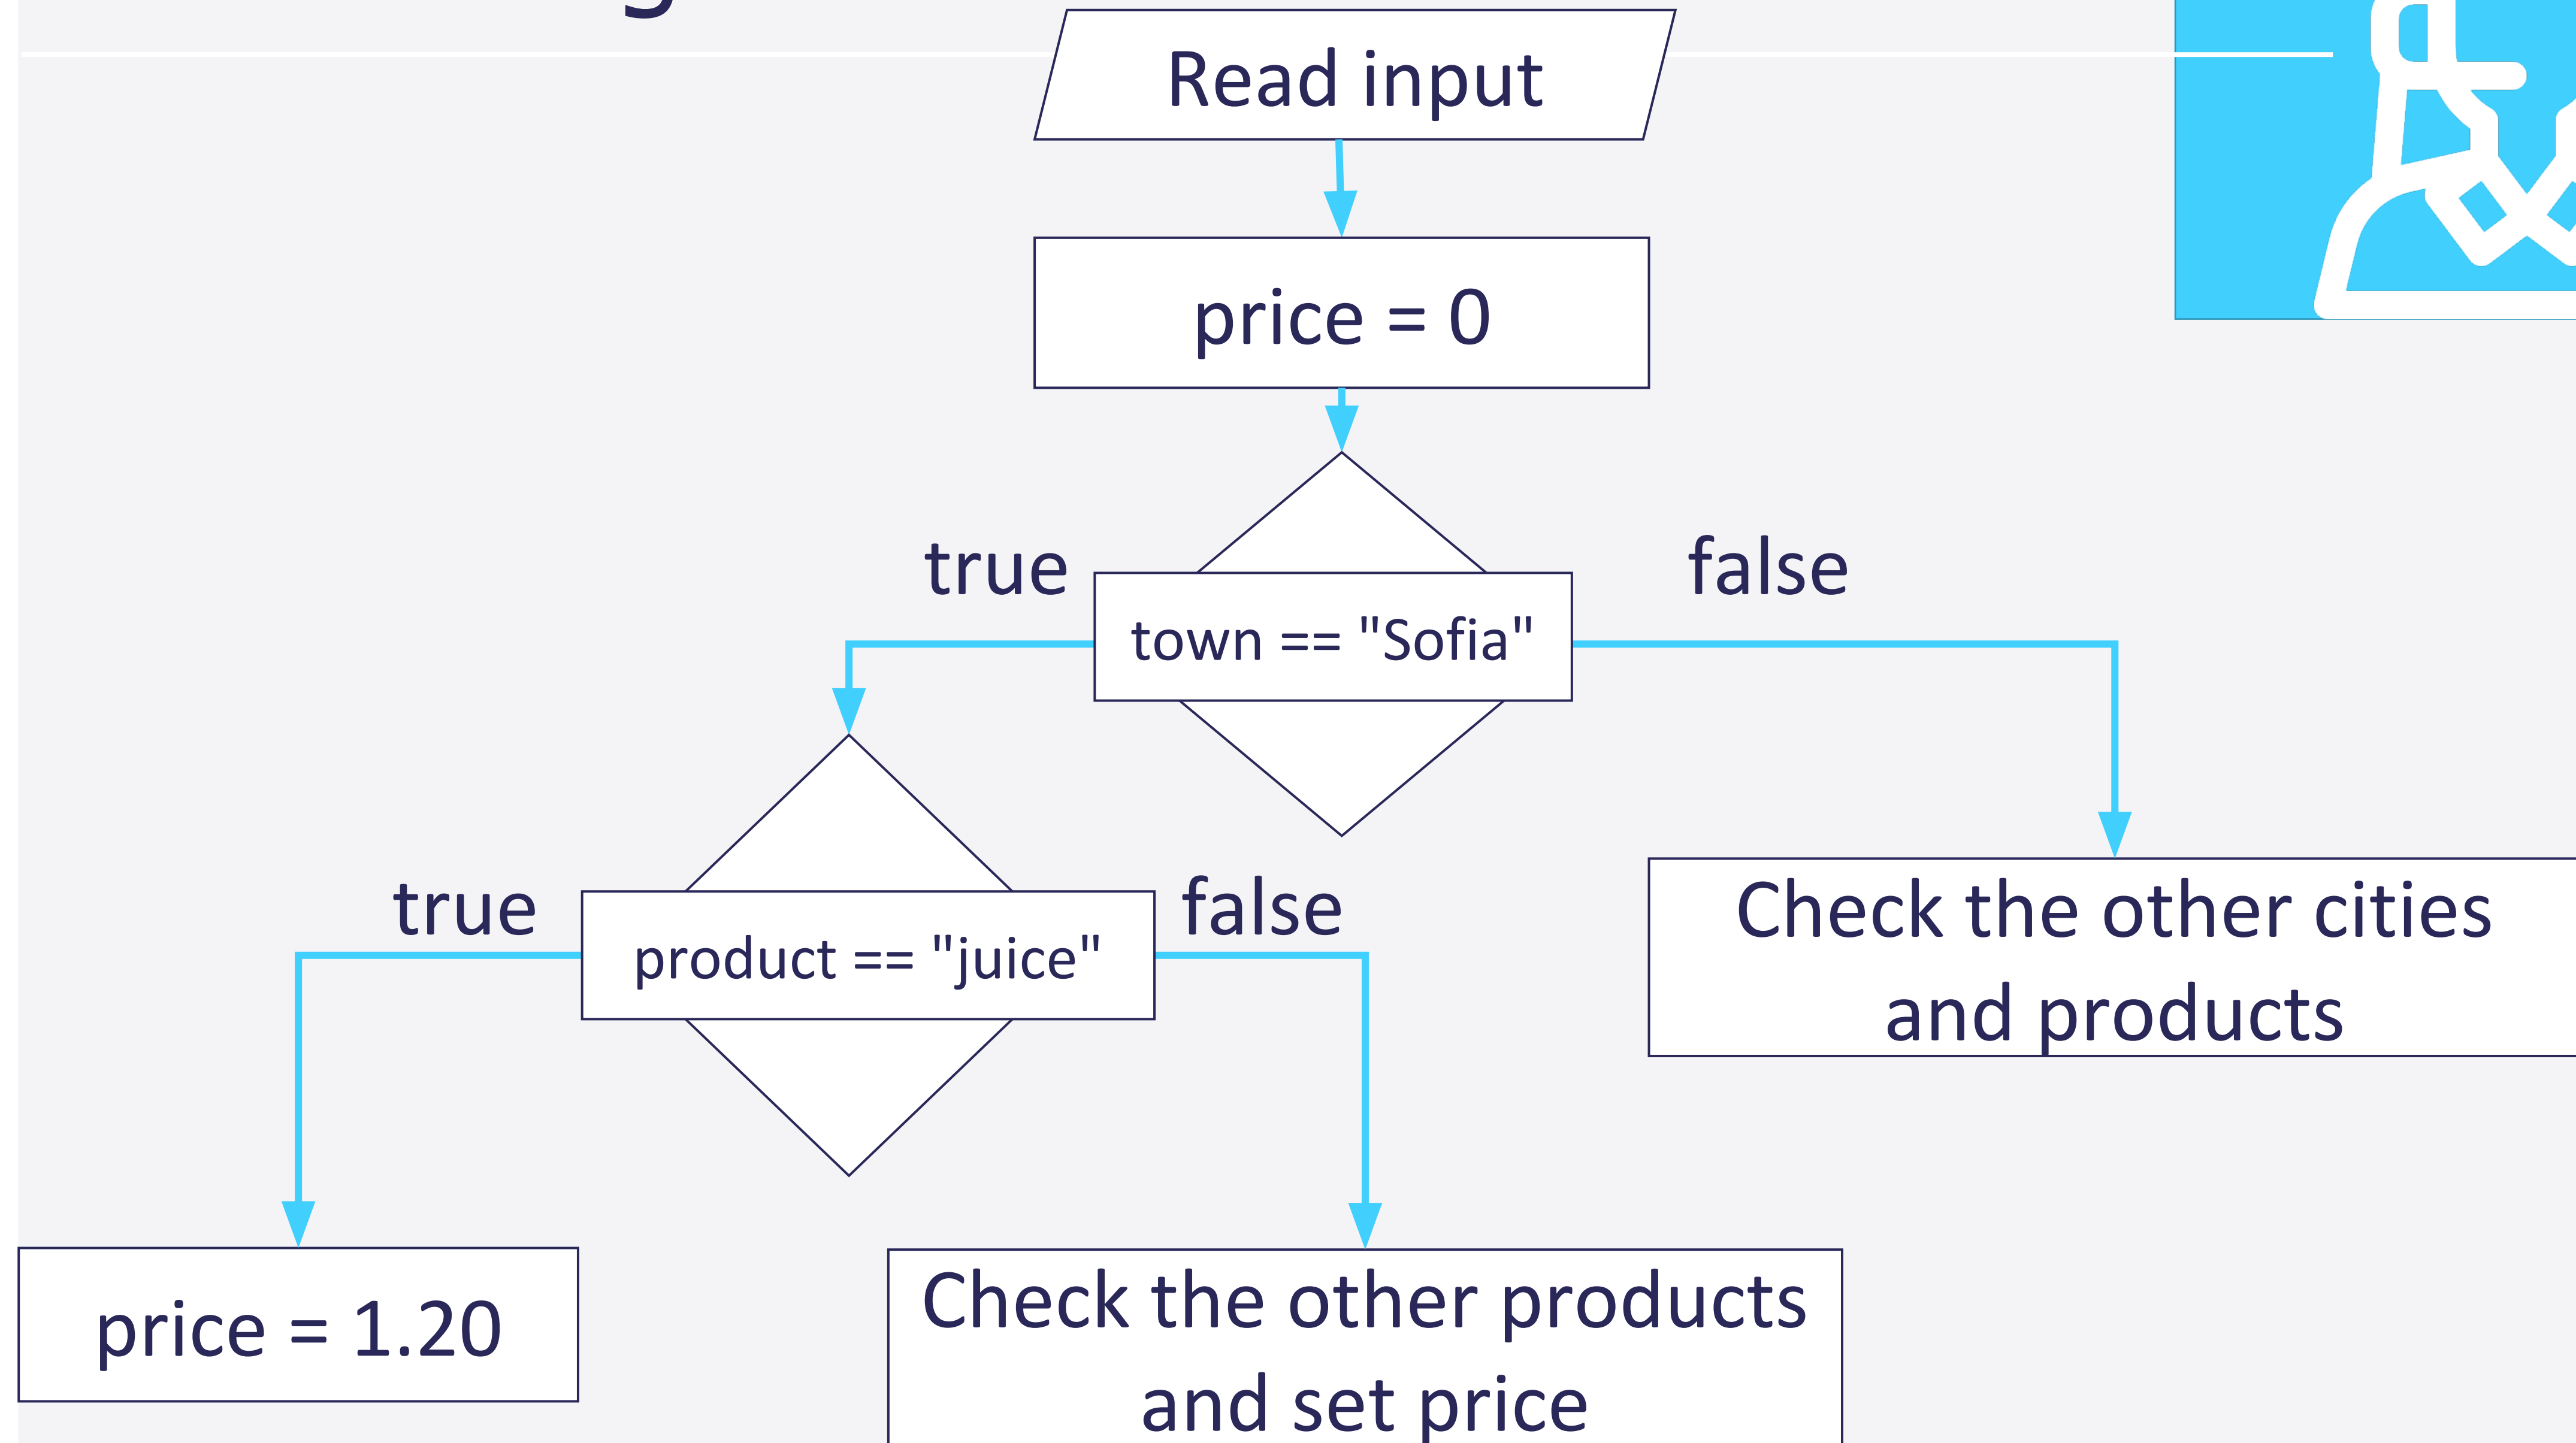 Read input
price = 0
true
false
town == "Sofia"
true
false
product == "juice"
Check the other cities
and products
price = 1.20
Check the other products
and set price